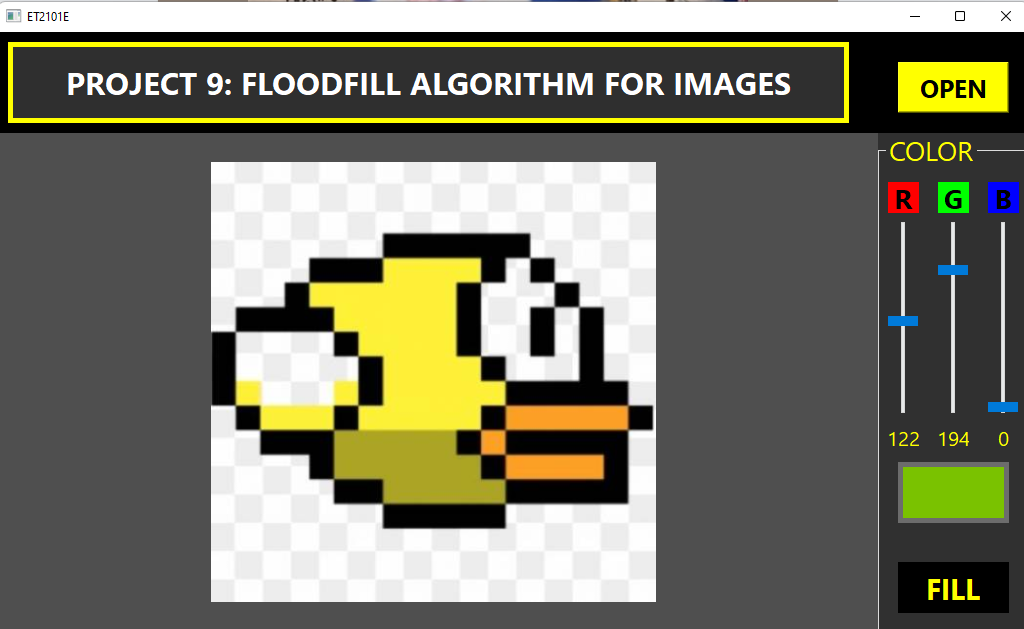 ET2101E
PROJECT 9: FLOODFILL ALGORITHM FOR IMAGES
OPEN
COLOR
R G B
122 194 0
FILL